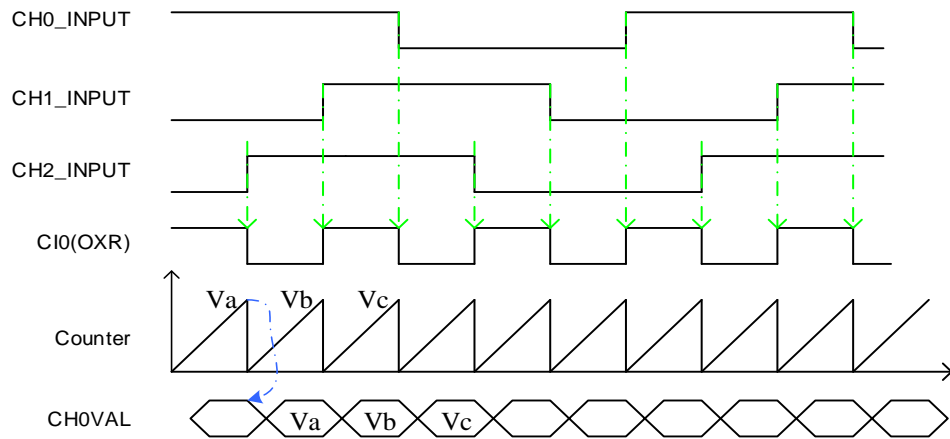 CH0_INPUT
CH1_INPUT
CH2_INPUT
CI0(OXR)
Va Vb Vc
Counter
CH0VAL Va Vb Vc